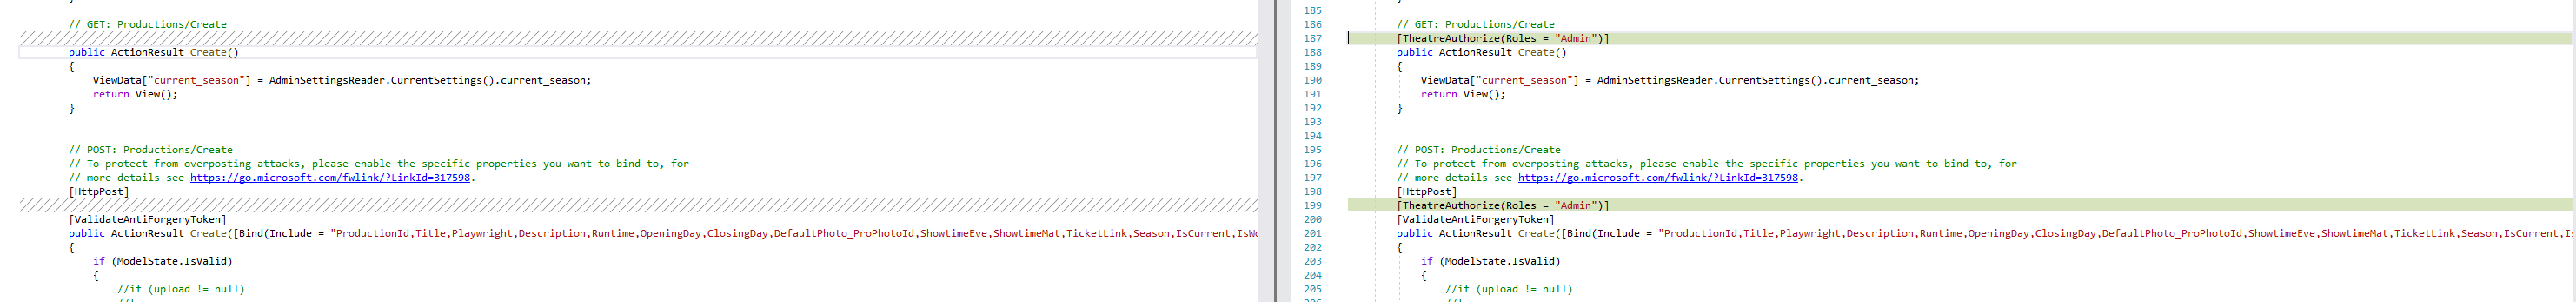 // GET: Productions/Create
public ActionResult Create()
{
ViewData["current_season"] = AdminSettingsReader.CurrentSettings().current_season;
return View();
}
// POST: Productions/Create
// To protect from overposting attacks, please enable the specific properties you want to bind to, for
// more details see https://go.microsoft.com/fwlink/?LinkId=317598.
[HttpPost]
[ValidateAntiForgeryToken]
public ActionResult Create([Bind(Include = "ProductionId,Title,Playwright,Description,Runtime,OpeningDay,ClosingDay,DefaultPhoto_ProPhotoId,ShowtimeEve,ShowtimeMat,TicketLink,Season,IsCurrent,
{
if (ModelState.IsValid)
{
//if (upload != null)
185
186 // GET: Productions/Create
187 [TheatreAuthorize(Roles = "Admin")]
188 public ActionResult Create()
189 {
190 ViewData["current_season"] = AdminSettingsReader.CurrentSettings().current_season;
191 return View();
192 }
193
194
195 // POST: Productions/Create
196 // To protect from overposting attacks, please enable the specific properties you want to bind to, for
197 // more details see https://go.microsoft.com/fwlink/?LinkId=317598.
198 [HttpPost]
199 [TheatreAuthorize(Roles = "Admin")]
200 [ValidateAntiForgeryToken]
201 public ActionResult Create([Bind(Include = "ProductionId,Title,Playwright,Description,Runtime,OpeningDay,ClosingDay,DefaultPhoto_ProPhotoId,ShowtimeEve,ShowtimeMat,TicketLink,Season,IsCurrent,
202 {
203 if (ModelState.IsValid)
204 {
205 //if (upload != null)